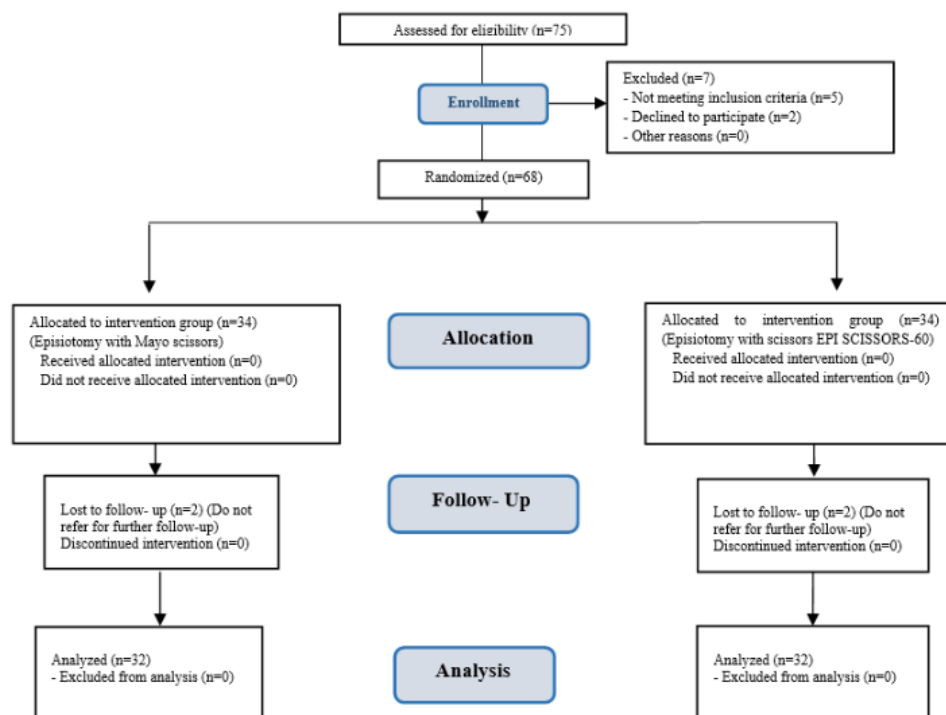 Assessed for eligibility (n=75)
Enrollment
Excluded (n=7)
- Not meeting inclusion criteria (n=5)
- Declined to participate (n=2)
- Other reasons (n=0)
Randomized (n=68)
Allocated to intervention group (n=34)
(Episiotomy with Mayo scissors)
Received allocated intervention (n=0)
Did not receive allocated intervention (n=0)
Allocation
Allocated to intervention group (n=34)
(Episiotomy with scissors EPI SCISSORS-60)
Received allocated intervention (n=0)
Did not receive allocated intervention (n=0)
Lost to follow- up (n=2) (Do not
refer for further follow-up)
Discontinued intervention (n=0)
Follow- Up
Lost to follow- up (n=2) (Do not
refer for further follow-up)
Discontinued intervention (n=0)
Analyzed (n=32)
- Excluded from analysis (n=0)
Analysis
Analyzed (n=32)
- Excluded from analysis (n=0)